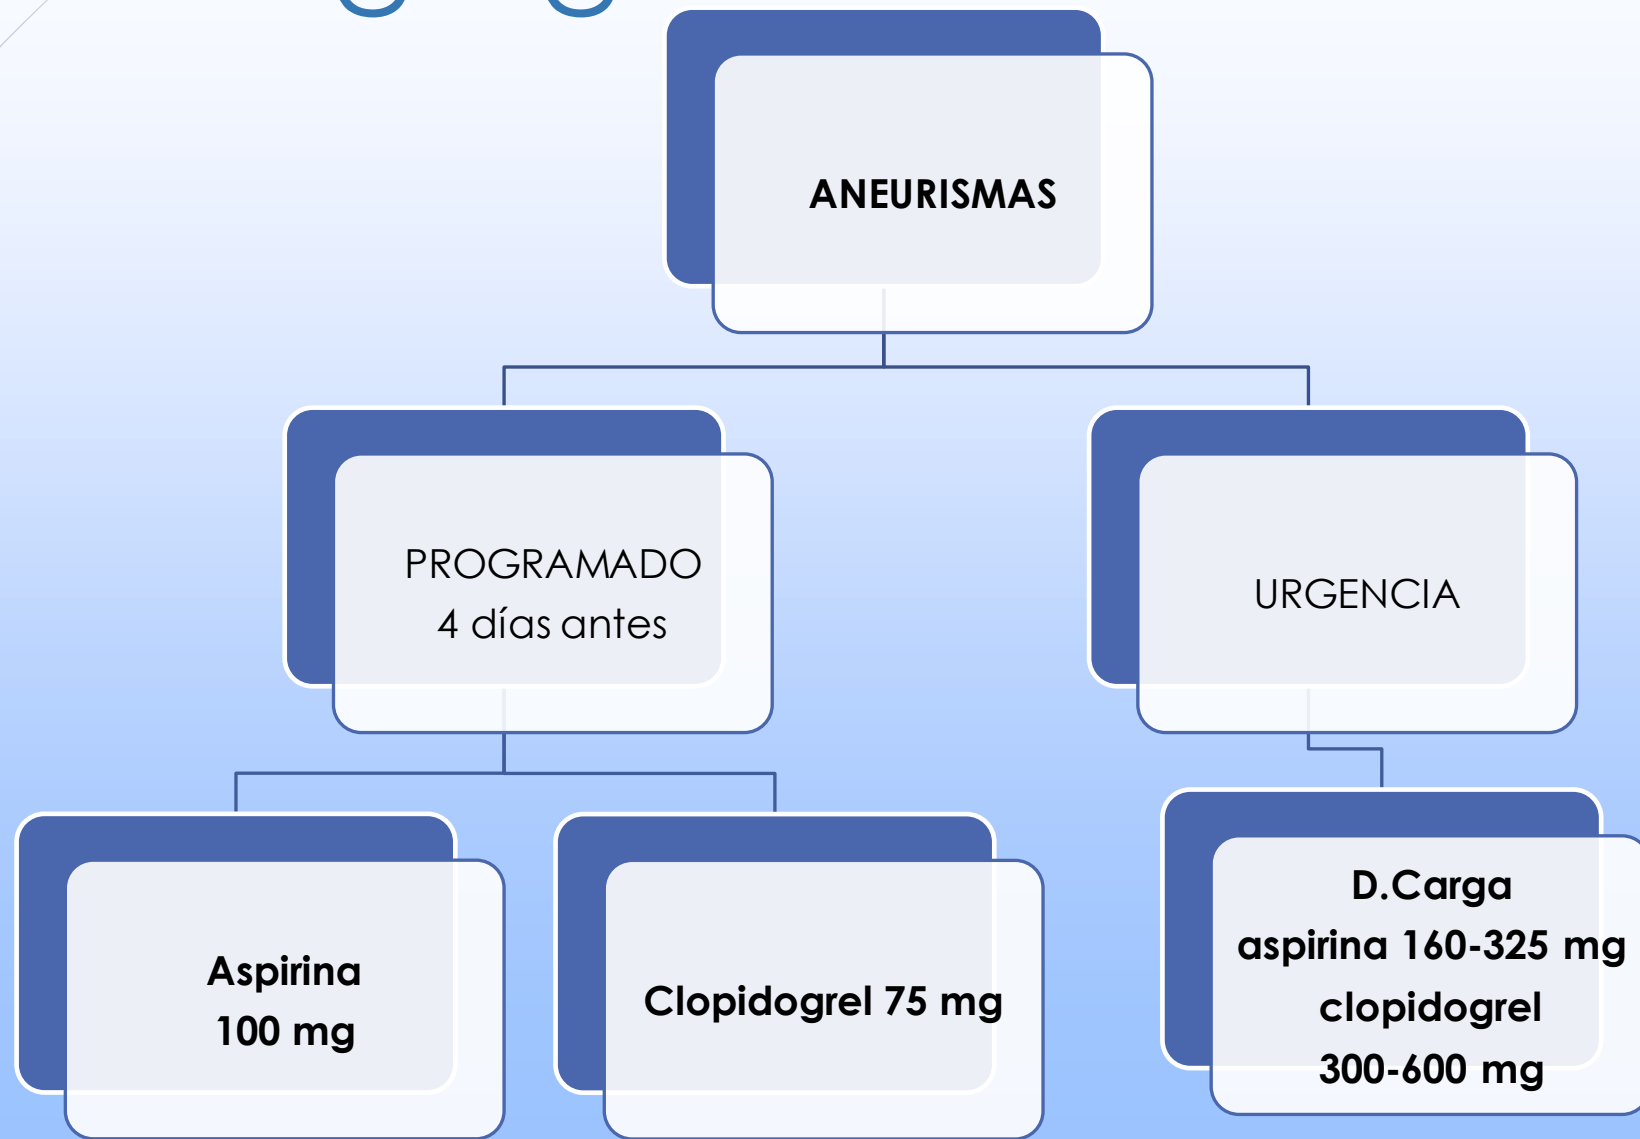 ANEURISMAS
PROGRAMADO
4 días antes
URGENCIA
Aspirina
100 mg
Clopidogrel 75 mg
D.Carga
aspirina 160-325 mg
clopidogrel
300-600 mg